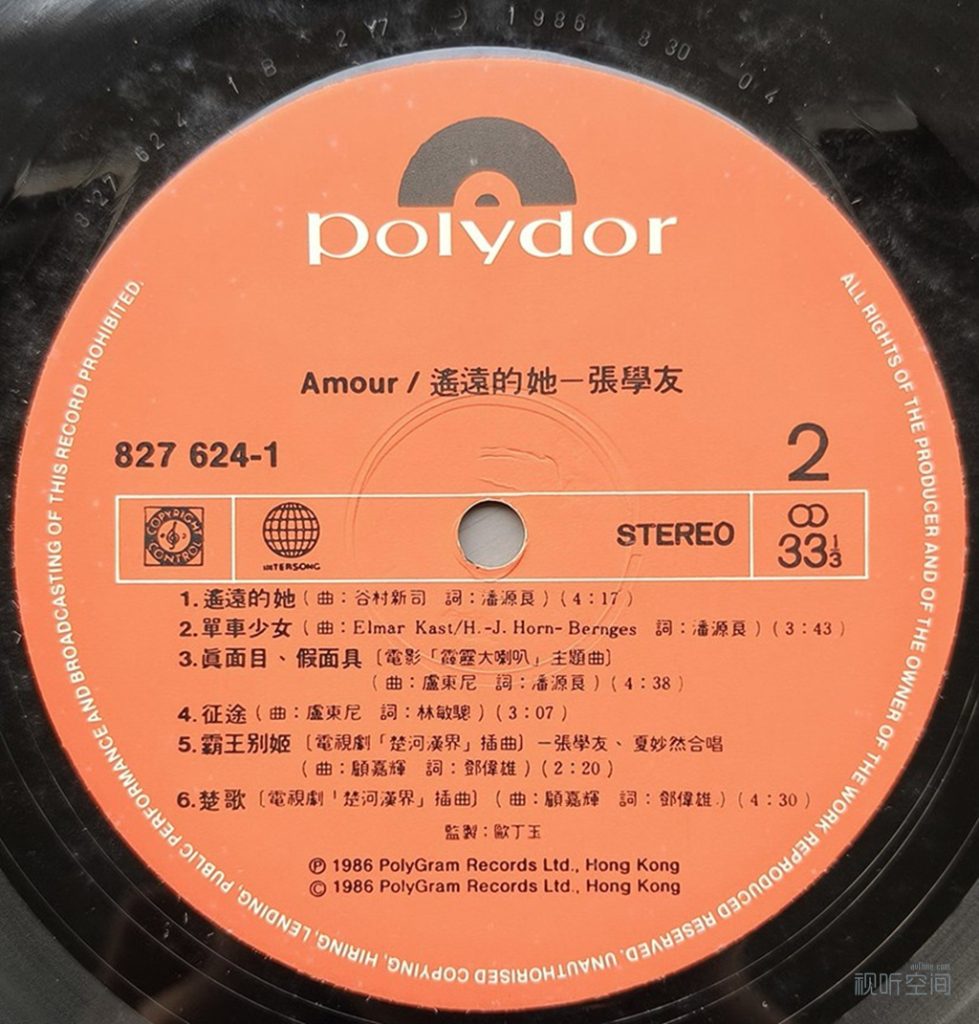 827 624 1 B 2 Y 7 ) 1986 8 30 04
polydor
Amour / 遙遠的她－張學友
827 624-1
2
COPYRIGHT CONTROL
INTERSONG
STEREO
33⅓
1. 遙遠的她 ( 曲：谷村新司 詞：潘源良 ) ( 4 : 17 )
2. 單車少女 ( 曲：Elmar Kast/H. -J. Horn- Bernges 詞：潘源良 ) ( 3 : 43 )
3. 眞面目、假面具〔電影「霹靂大喇叭」主題曲〕
( 曲：盧東尼 詞：潘源良 ) ( 4 : 38 )
4. 征途 ( 曲：盧東尼 詞：林敏驄 ) ( 3 : 07 )
5. 霸王别姬〔電視劇「楚河漢界」插曲〕－張學友、夏妙然合唱
( 曲：顧嘉輝 詞：鄧偉雄 ) ( 2 : 20 )
6. 楚歌〔電視劇「楚河漢界」插曲〕( 曲：顧嘉輝 詞：鄧偉雄.) ( 4 : 30 )
監製：歐丁玉
℗ 1986 PolyGram Records Ltd., Hong Kong
© 1986 PolyGram Records Ltd., Hong Kong
ALL RIGHTS OF THE PRODUCER AND OF THE OWNER OF THE WORK REPRODUCED RESERVED. UNAUTHORISED COPYING, HIRING, LENDING, PUBLIC PERFORMANCE AND BROADCASTING OF THIS RECORD PROHIBITED.
视听空间